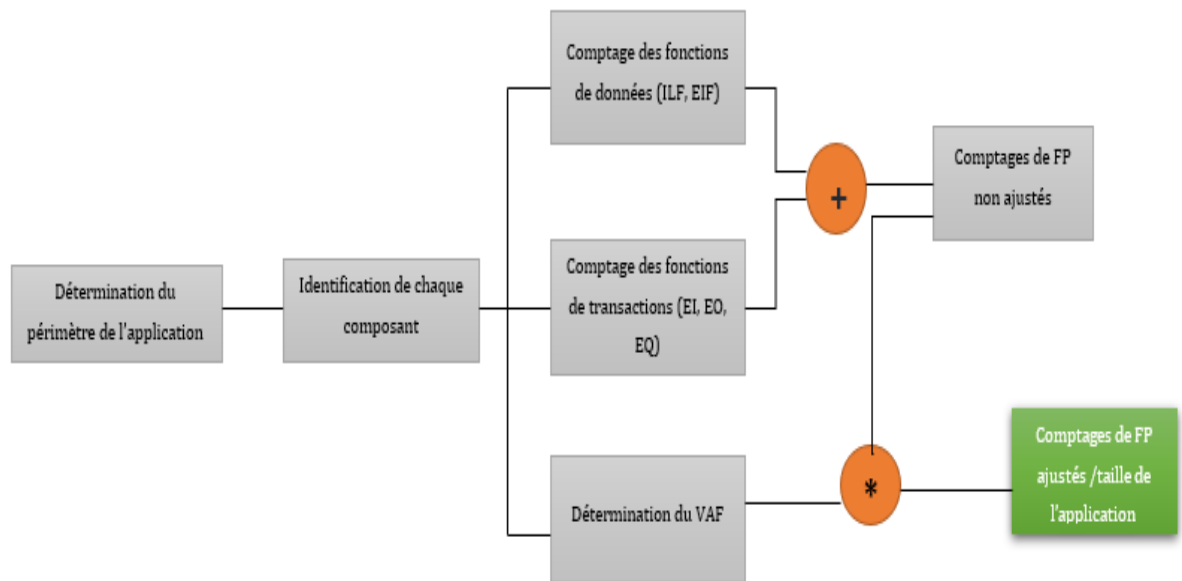 Détermination du
périmètre de l'application
Identification de chaque
composant
Comptage des fonctions
de données (ILF, EIF)
Comptage des fonctions
de transactions (EI, EO,
EQ)
Détermination du VAF
+
*
Comptages de FP
non ajustés
Comptages de FP
ajustés /taille de
l'application